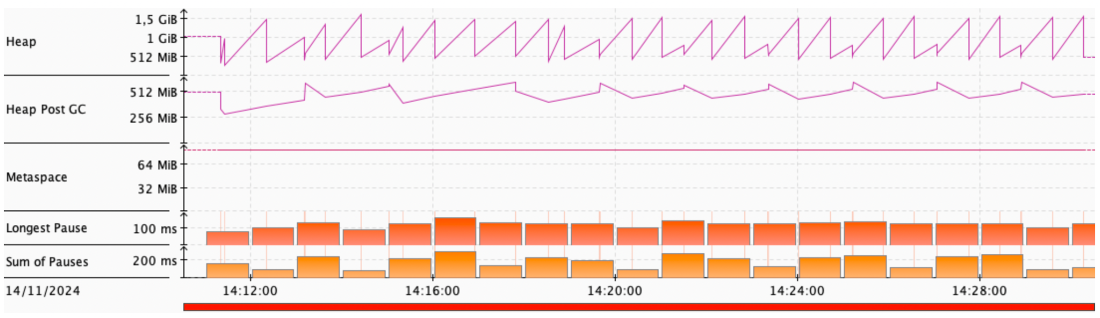 Heap
1,5 GiB
1 GiB
512 MiB
Heap Post GC
512 MiB
256 MiB
Metaspace
64 MiB
32 MiB
Longest Pause 100 ms
Sum of Pauses 200 ms
14/11/2024 14:12:00 14:16:00 14:20:00 14:24:00 14:28:00